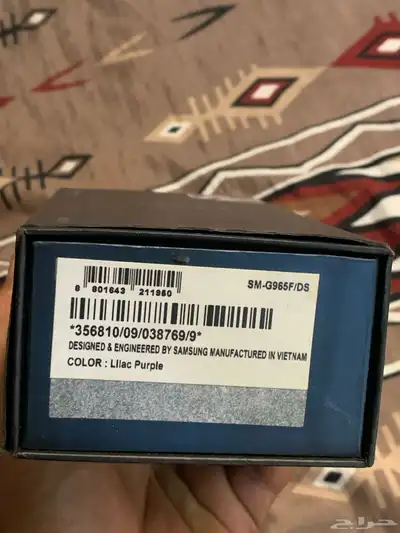 SM-G965F/DS
8 801643 211950
*356810/09/038769/9*
DESIGNED & ENGINEERED BY SAMSUNG MANUFACTURED IN VIETNAM
COLOR : Lilac Purple
حراج